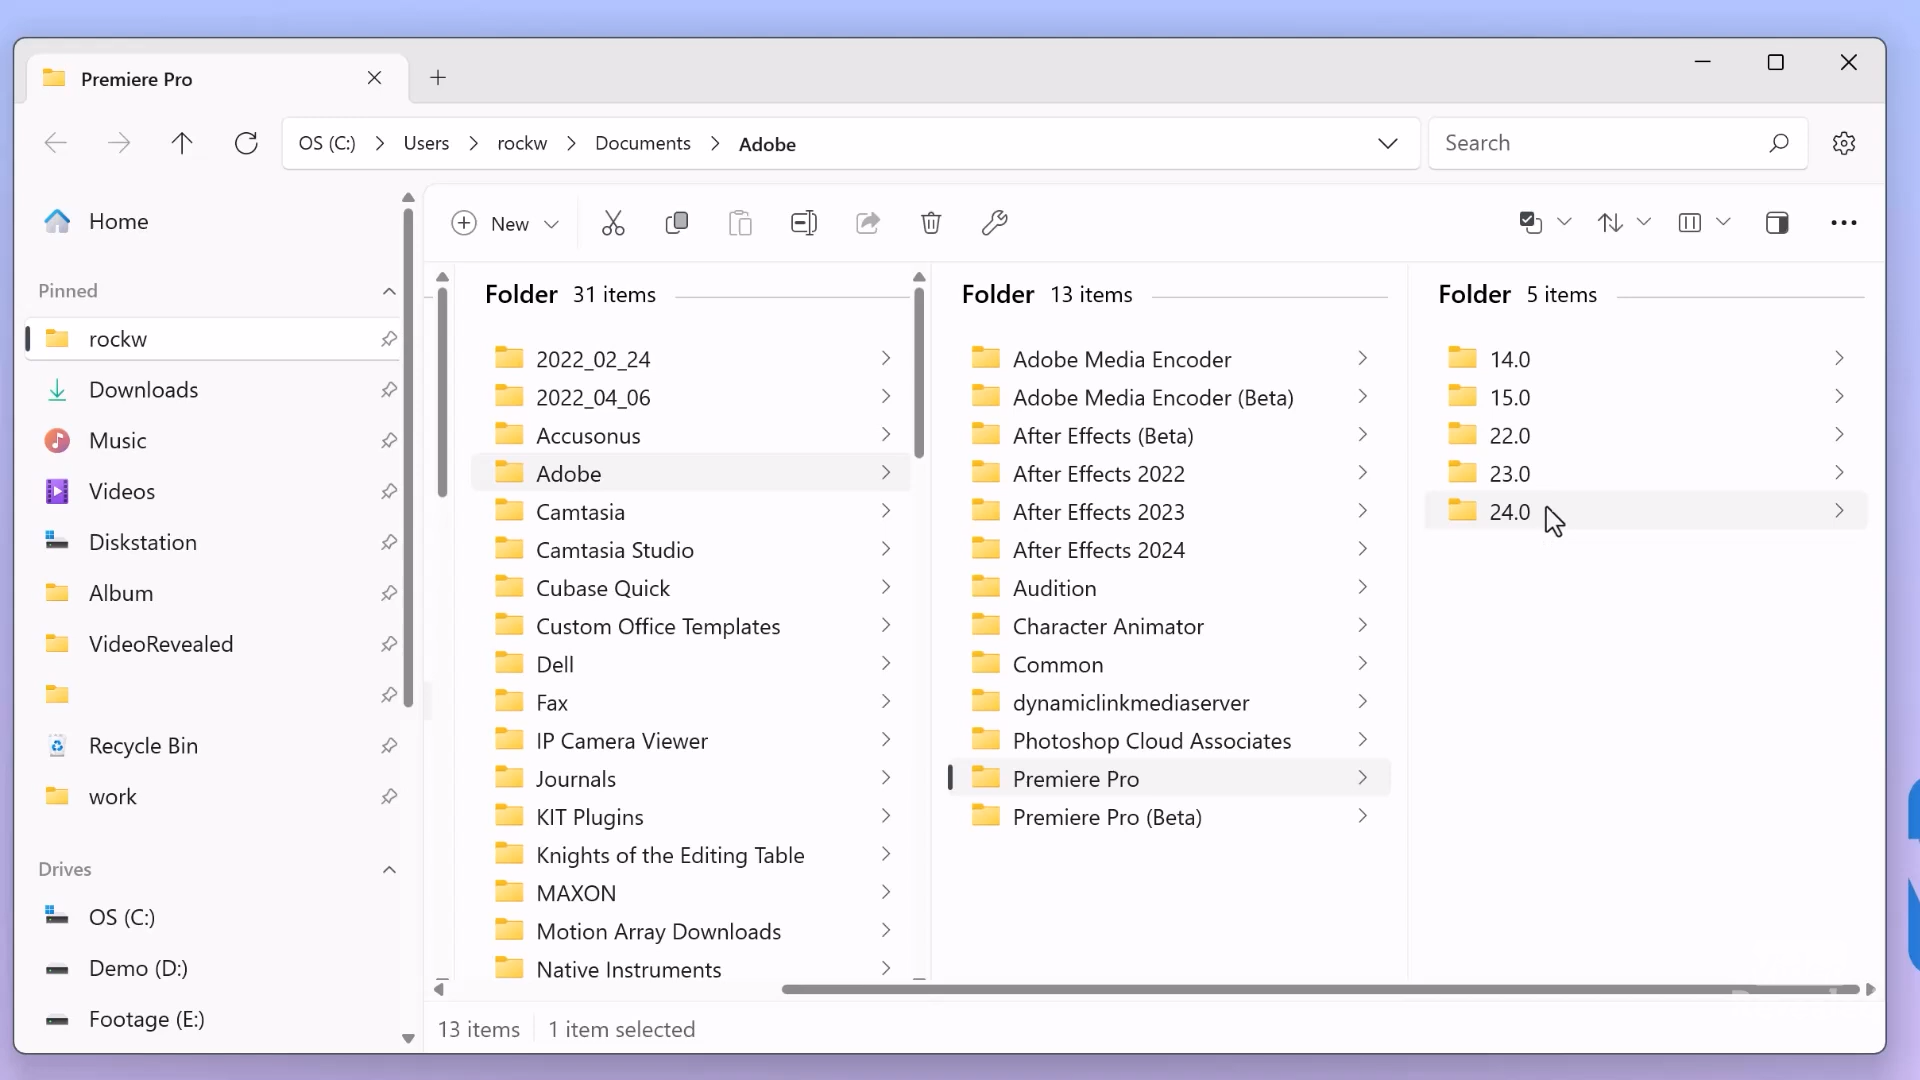 Premiere Pro
OS (C:) Users rockw Documents Adobe
Search
New
Home
Pinned
rockw
Downloads
Music
Videos
Diskstation
Album
VideoRevealed
Recycle Bin
work
Drives
OS (C:)
Demo (D:)
Footage (E:)
Folder 31 items
2022_02_24
2022_04_06
Accusonus
Adobe
Camtasia
Camtasia Studio
Cubase Quick
Custom Office Templates
Dell
Fax
IP Camera Viewer
Journals
KIT Plugins
Knights of the Editing Table
MAXON
Motion Array Downloads
Native Instruments
Folder 13 items
Adobe Media Encoder
Adobe Media Encoder (Beta)
After Effects (Beta)
After Effects 2022
After Effects 2023
After Effects 2024
Audition
Character Animator
Common
dynamiclinkmediaserver
Photoshop Cloud Associates
Premiere Pro
Premiere Pro (Beta)
Folder 5 items
14.0
15.0
22.0
23.0
24.0
13 items 1 item selected